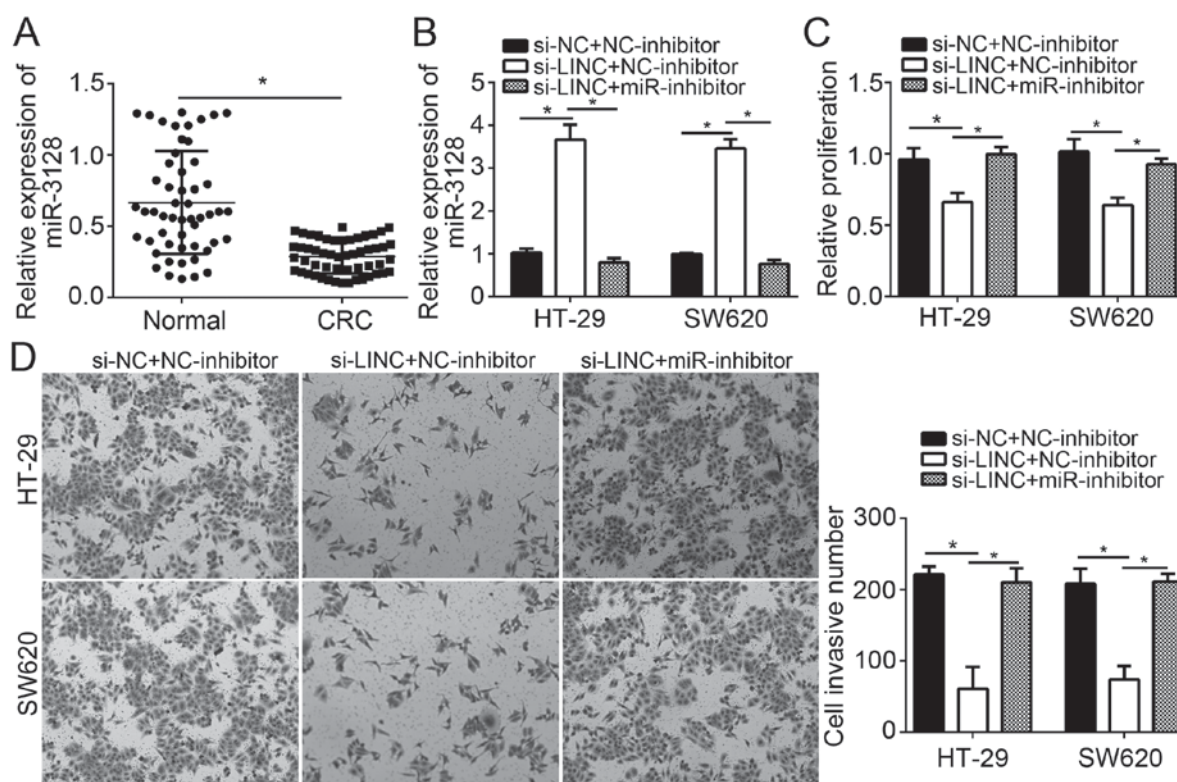 A
Relative expression of
miR-3128
1.5
1.0
0.5
0.0
*
Normal
CRC
B
si-NC+NC-inhibitor
si-LINC+NC-inhibitor
si-LINC+miR-inhibitor
Relative expression of
miR-3128
5
4
3
2
1
0
* *
* *
HT-29
SW620
C
si-NC+NC-inhibitor
si-LINC+NC-inhibitor
si-LINC+miR-inhibitor
Relative proliferation
1.5
1.0
0.5
0.0
* *
* *
HT-29
SW620
D
si-NC+NC-inhibitor
si-LINC+NC-inhibitor
si-LINC+miR-inhibitor
HT-29
SW620
si-NC+NC-inhibitor
si-LINC+NC-inhibitor
si-LINC+miR-inhibitor
Cell invasive number
300
200
100
0
* *
* *
HT-29
SW620